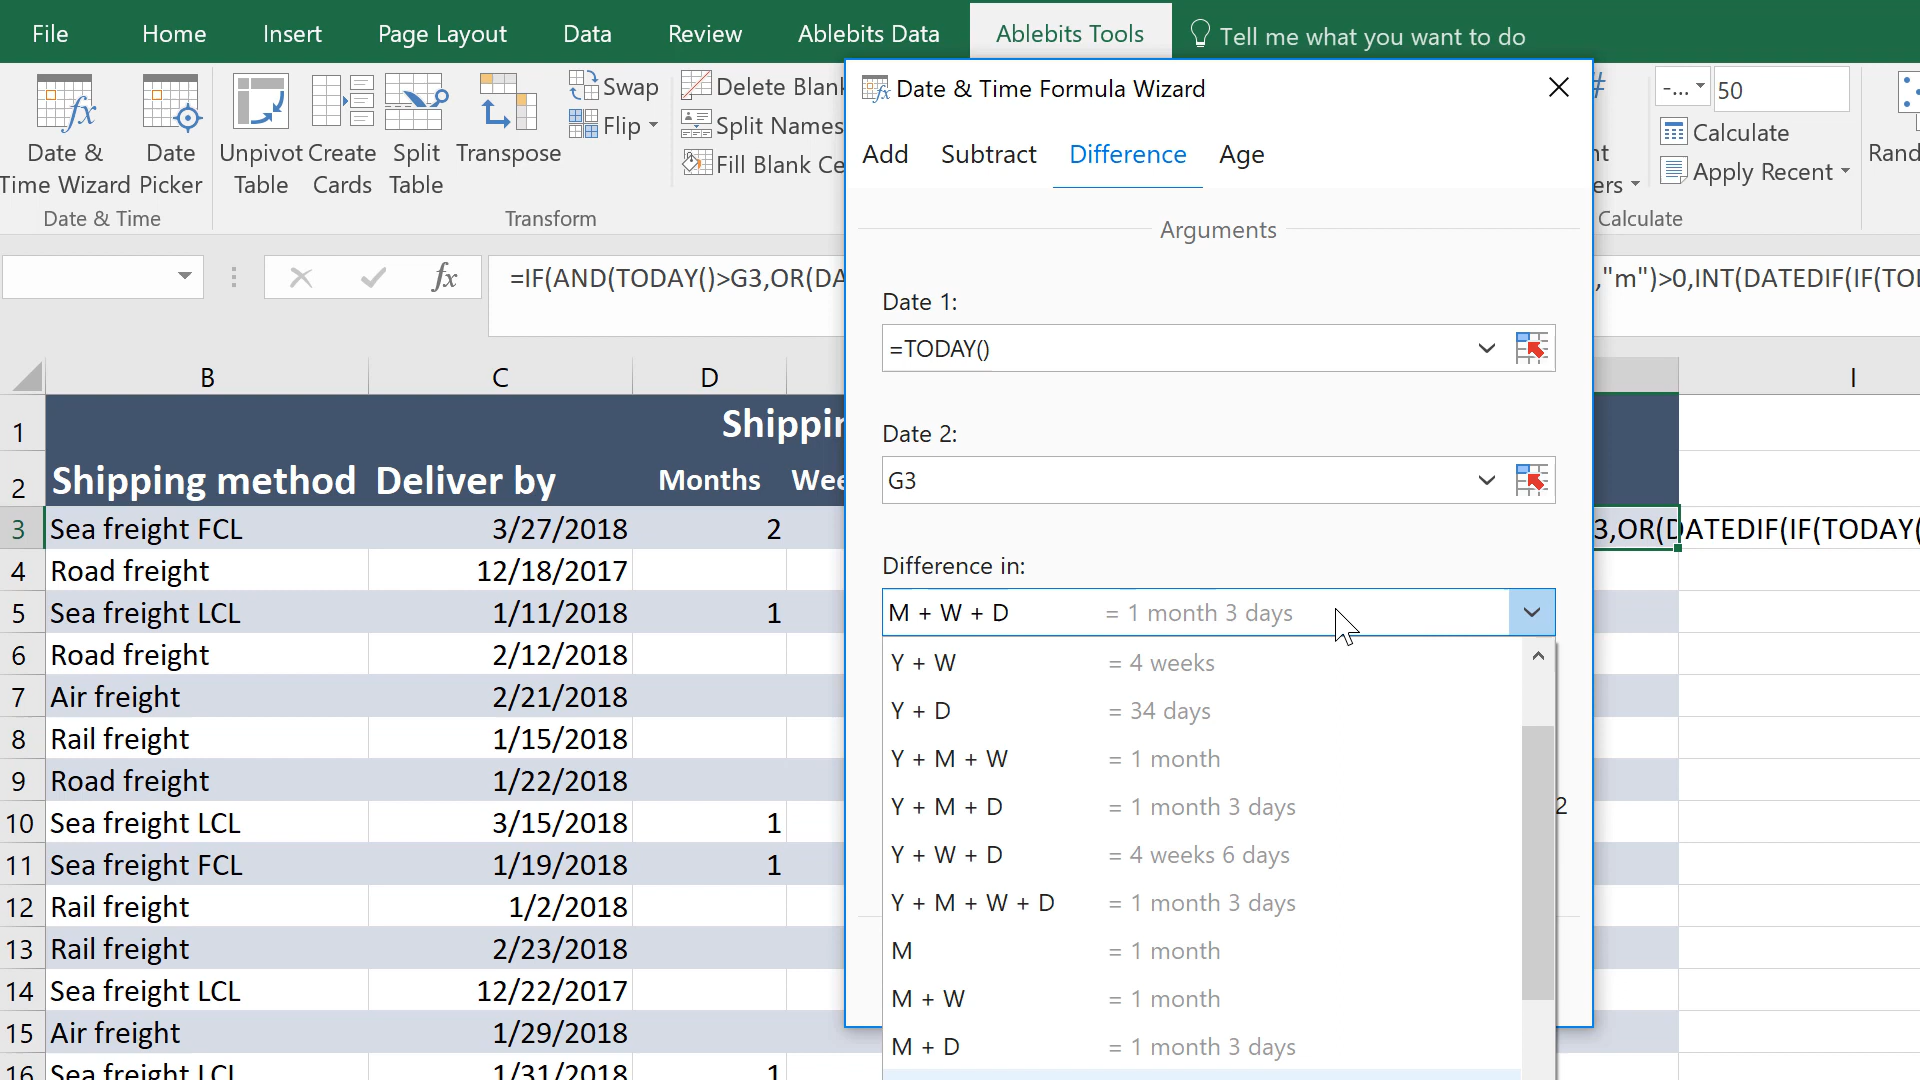 File Home Insert Page Layout Data Review Ablebits Data Ablebits Tools Tell me what you want to do
Date & Time Wizard
Date Picker
Date & Time
Unpivot Table
Create Cards
Split Table
Transpose
Swap
Flip
Transform
Delete Blank
Split Names
Fill Blank Ce
-... 50
Calculate
Apply Recent
Calculate
Rand
nt
ers
=IF(AND(TODAY()>G3,OR(DA
,"m")>0,INT(DATEDIF(IF(TOD
fx
Date & Time Formula Wizard
Add Subtract Difference Age
Arguments
Date 1:
=TODAY()
Date 2:
G3
Difference in:
M + W + D = 1 month 3 days
Y + W = 4 weeks
Y + D = 34 days
Y + M + W = 1 month
Y + M + D = 1 month 3 days
Y + W + D = 4 weeks 6 days
Y + M + W + D = 1 month 3 days
M = 1 month
M + W = 1 month
M + D = 1 month 3 days
2
B C D I
1 Shippin
2 Shipping method Deliver by Months Wee
3 Sea freight FCL 3/27/2018 2 3,OR(DATEDIF(IF(TODAY(
4 Road freight 12/18/2017
5 Sea freight LCL 1/11/2018 1
6 Road freight 2/12/2018
7 Air freight 2/21/2018
8 Rail freight 1/15/2018
9 Road freight 1/22/2018
10 Sea freight LCL 3/15/2018 1
11 Sea freight FCL 1/19/2018 1
12 Rail freight 1/2/2018
13 Rail freight 2/23/2018
14 Sea freight LCL 12/22/2017
15 Air freight 1/29/2018
16 Sea freight LCL 1/31/2018 1